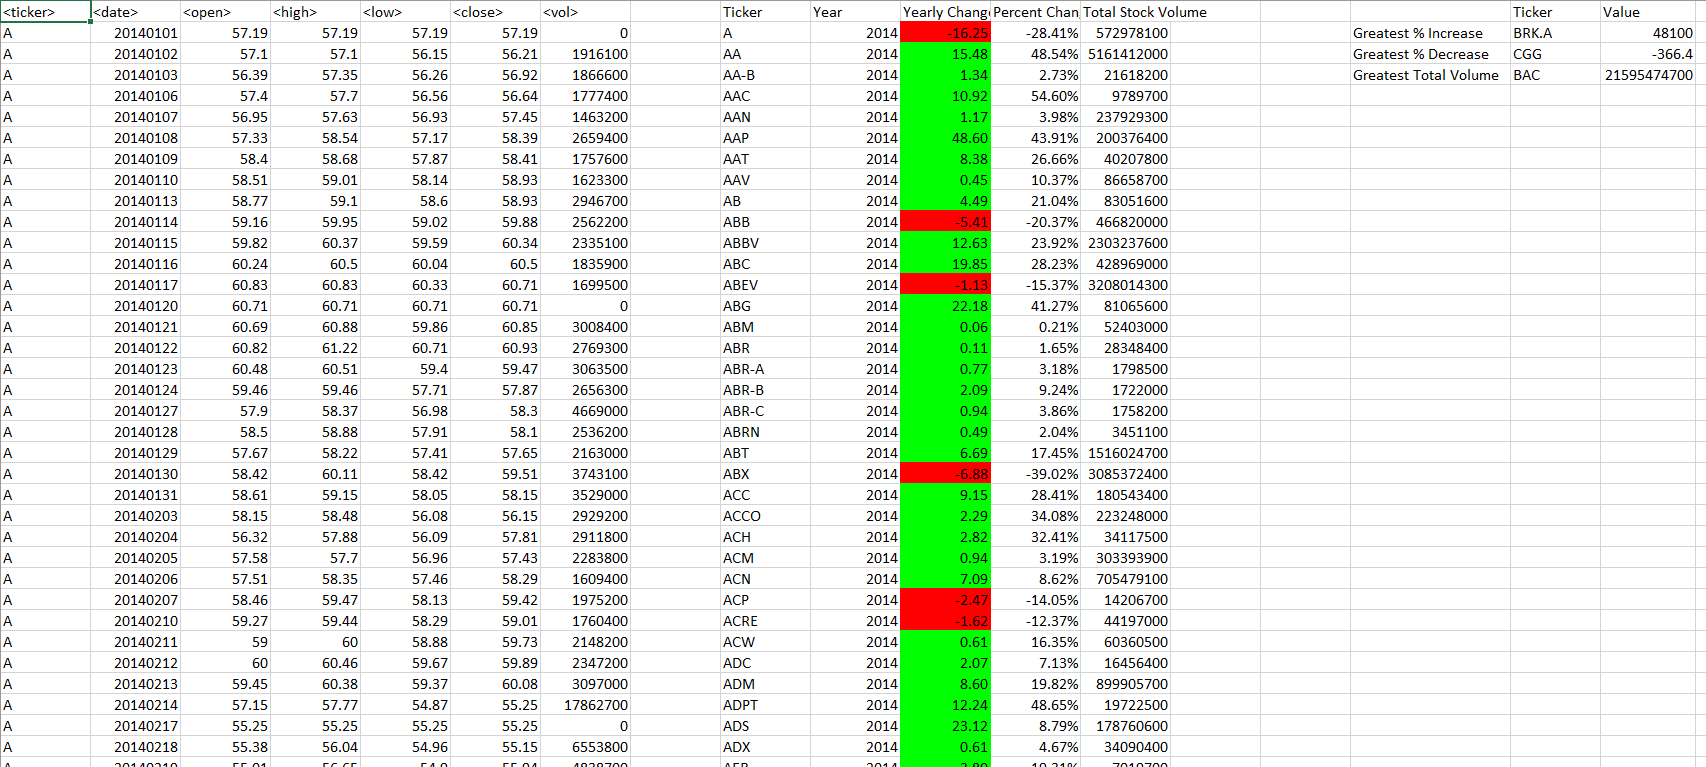 <ticker> <date> <open> <high> <low> <close> <vol> Ticker Year Yearly Chang Percent Chan Total Stock Volume Ticker Value
A 20140101 57.19 57.19 57.19 57.19 0 A 2014 -16.25 -28.41% 572978100 Greatest % Increase BRK.A 48100
A 20140102 57.1 57.1 56.15 56.21 1916100 AA 2014 15.48 48.54% 5161412000 Greatest % Decrease CGG -366.4
A 20140103 56.39 57.35 56.26 56.92 1866600 AA-B 2014 1.34 2.73% 21618200 Greatest Total Volume BAC 21595474700
A 20140106 57.4 57.7 56.56 56.64 1777400 AAC 2014 10.92 54.60% 9789700
A 20140107 56.95 57.63 56.93 57.45 1463200 AAN 2014 1.17 3.98% 237929300
A 20140108 57.33 58.54 57.17 58.39 2659400 AAP 2014 48.60 43.91% 200376400
A 20140109 58.4 58.68 57.87 58.41 1757600 AAT 2014 8.38 26.66% 40207800
A 20140110 58.51 59.01 58.14 58.93 1623300 AAV 2014 0.45 10.37% 86658700
A 20140113 58.77 59.1 58.6 58.93 2946700 AB 2014 4.49 21.04% 83051600
A 20140114 59.16 59.95 59.02 59.88 2562200 ABB 2014 -5.41 -20.37% 466820000
A 20140115 59.82 60.37 59.59 60.34 2335100 ABBV 2014 12.63 23.92% 2303237600
A 20140116 60.24 60.5 60.04 60.5 1835900 ABC 2014 19.85 28.23% 428969000
A 20140117 60.83 60.83 60.33 60.71 1699500 ABEV 2014 -1.13 -15.37% 3208014300
A 20140120 60.71 60.71 60.71 60.71 0 ABG 2014 22.18 41.27% 81065600
A 20140121 60.69 60.88 59.86 60.85 3008400 ABM 2014 0.06 0.21% 52403000
A 20140122 60.82 61.22 60.71 60.93 2769300 ABR 2014 0.11 1.65% 28348400
A 20140123 60.48 60.51 59.4 59.47 3063500 ABR-A 2014 0.77 3.18% 1798500
A 20140124 59.46 59.46 57.71 57.87 2656300 ABR-B 2014 2.09 9.24% 1722000
A 20140127 57.9 58.37 56.98 58.3 4669000 ABR-C 2014 0.94 3.86% 1758200
A 20140128 58.5 58.88 57.91 58.1 2536200 ABRN 2014 0.49 2.04% 3451100
A 20140129 57.67 58.22 57.41 57.65 2163000 ABT 2014 6.69 17.45% 1516024700
A 20140130 58.42 60.11 58.42 59.51 3743100 ABX 2014 -6.88 -39.02% 3085372400
A 20140131 58.61 59.15 58.05 58.15 3529000 ACC 2014 9.15 28.41% 180543400
A 20140203 58.15 58.48 56.08 56.15 2929200 ACCO 2014 2.29 34.08% 223248000
A 20140204 56.32 57.88 56.09 57.81 2911800 ACH 2014 2.82 32.41% 34117500
A 20140205 57.58 57.7 56.96 57.43 2283800 ACM 2014 0.94 3.19% 303393900
A 20140206 57.51 58.35 57.46 58.29 1609400 ACN 2014 7.09 8.62% 705479100
A 20140207 58.46 59.47 58.13 59.42 1975200 ACP 2014 -2.47 -14.05% 14206700
A 20140210 59.27 59.44 58.29 59.01 1760400 ACRE 2014 -1.62 -12.37% 44197000
A 20140211 59 60 58.88 59.73 2148200 ACW 2014 0.61 16.35% 60360500
A 20140212 60 60.46 59.67 59.89 2347200 ADC 2014 2.07 7.13% 16456400
A 20140213 59.45 60.38 59.37 60.08 3097000 ADM 2014 8.60 19.82% 899905700
A 20140214 57.15 57.77 54.87 55.25 17862700 ADPT 2014 12.24 48.65% 19722500
A 20140217 55.25 55.25 55.25 55.25 0 ADS 2014 23.12 8.79% 178760600
A 20140218 55.38 56.04 54.96 55.15 6553800 ADX 2014 0.61 4.67% 34090400